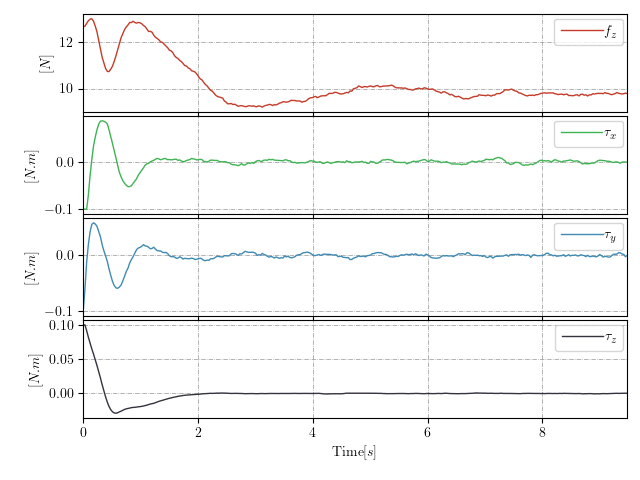 f_z
12
10
[N]
τ_x
0.0
−0.1
[N.m]
τ_y
0.0
−0.1
[N.m]
τ_z
0.10
0.05
0.00
[N.m]
0 2 4 6 8
Time[s]